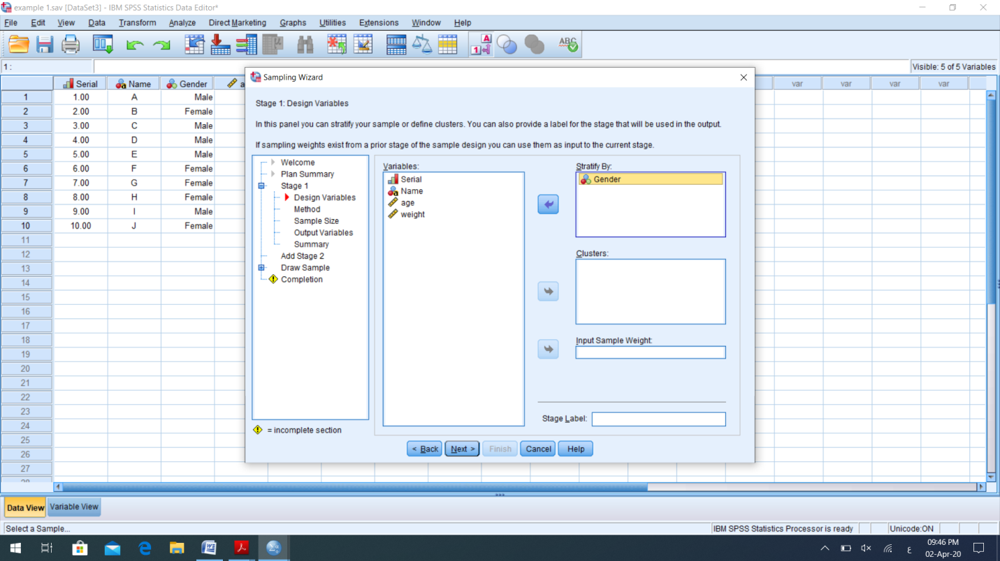 example 1.sav [DataSet3] - IBM SPSS Statistics Data Editor*
File Edit View Data Transform Analyze Direct Marketing Graphs Utilities Extensions Window Help
A
1
ABC
1 :
Visible: 5 of 5 Variables
Serial Name Gender a var var var var
1 1.00 A Male
2 2.00 B Female
3 3.00 C Male
4 4.00 D Male
5 5.00 E Male
6 6.00 F Female
7 7.00 G Female
8 8.00 H Female
9 9.00 I Male
10 10.00 J Female
11
12
13
14
15
16
17
18
19
20
21
22
23
24
25
26
27
Sampling Wizard
Stage 1: Design Variables
In this panel you can stratify your sample or define clusters. You can also provide a label for the stage that will be used in the output.
If sampling weights exist from a prior stage of the sample design you can use them as input to the current stage.
Welcome
Plan Summary
Stage 1
Design Variables
Method
Sample Size
Output Variables
Summary
Add Stage 2
Draw Sample
Completion
! = incomplete section
Variables:
Serial
Name
age
weight
Stratify By:
Gender
Clusters:
Input Sample Weight:
Stage Label:
< Back Next > Finish Cancel Help
Data View Variable View
Select a Sample...
IBM SPSS Statistics Processor is ready Unicode:ON
ع
09:46 PM
02-Apr-20